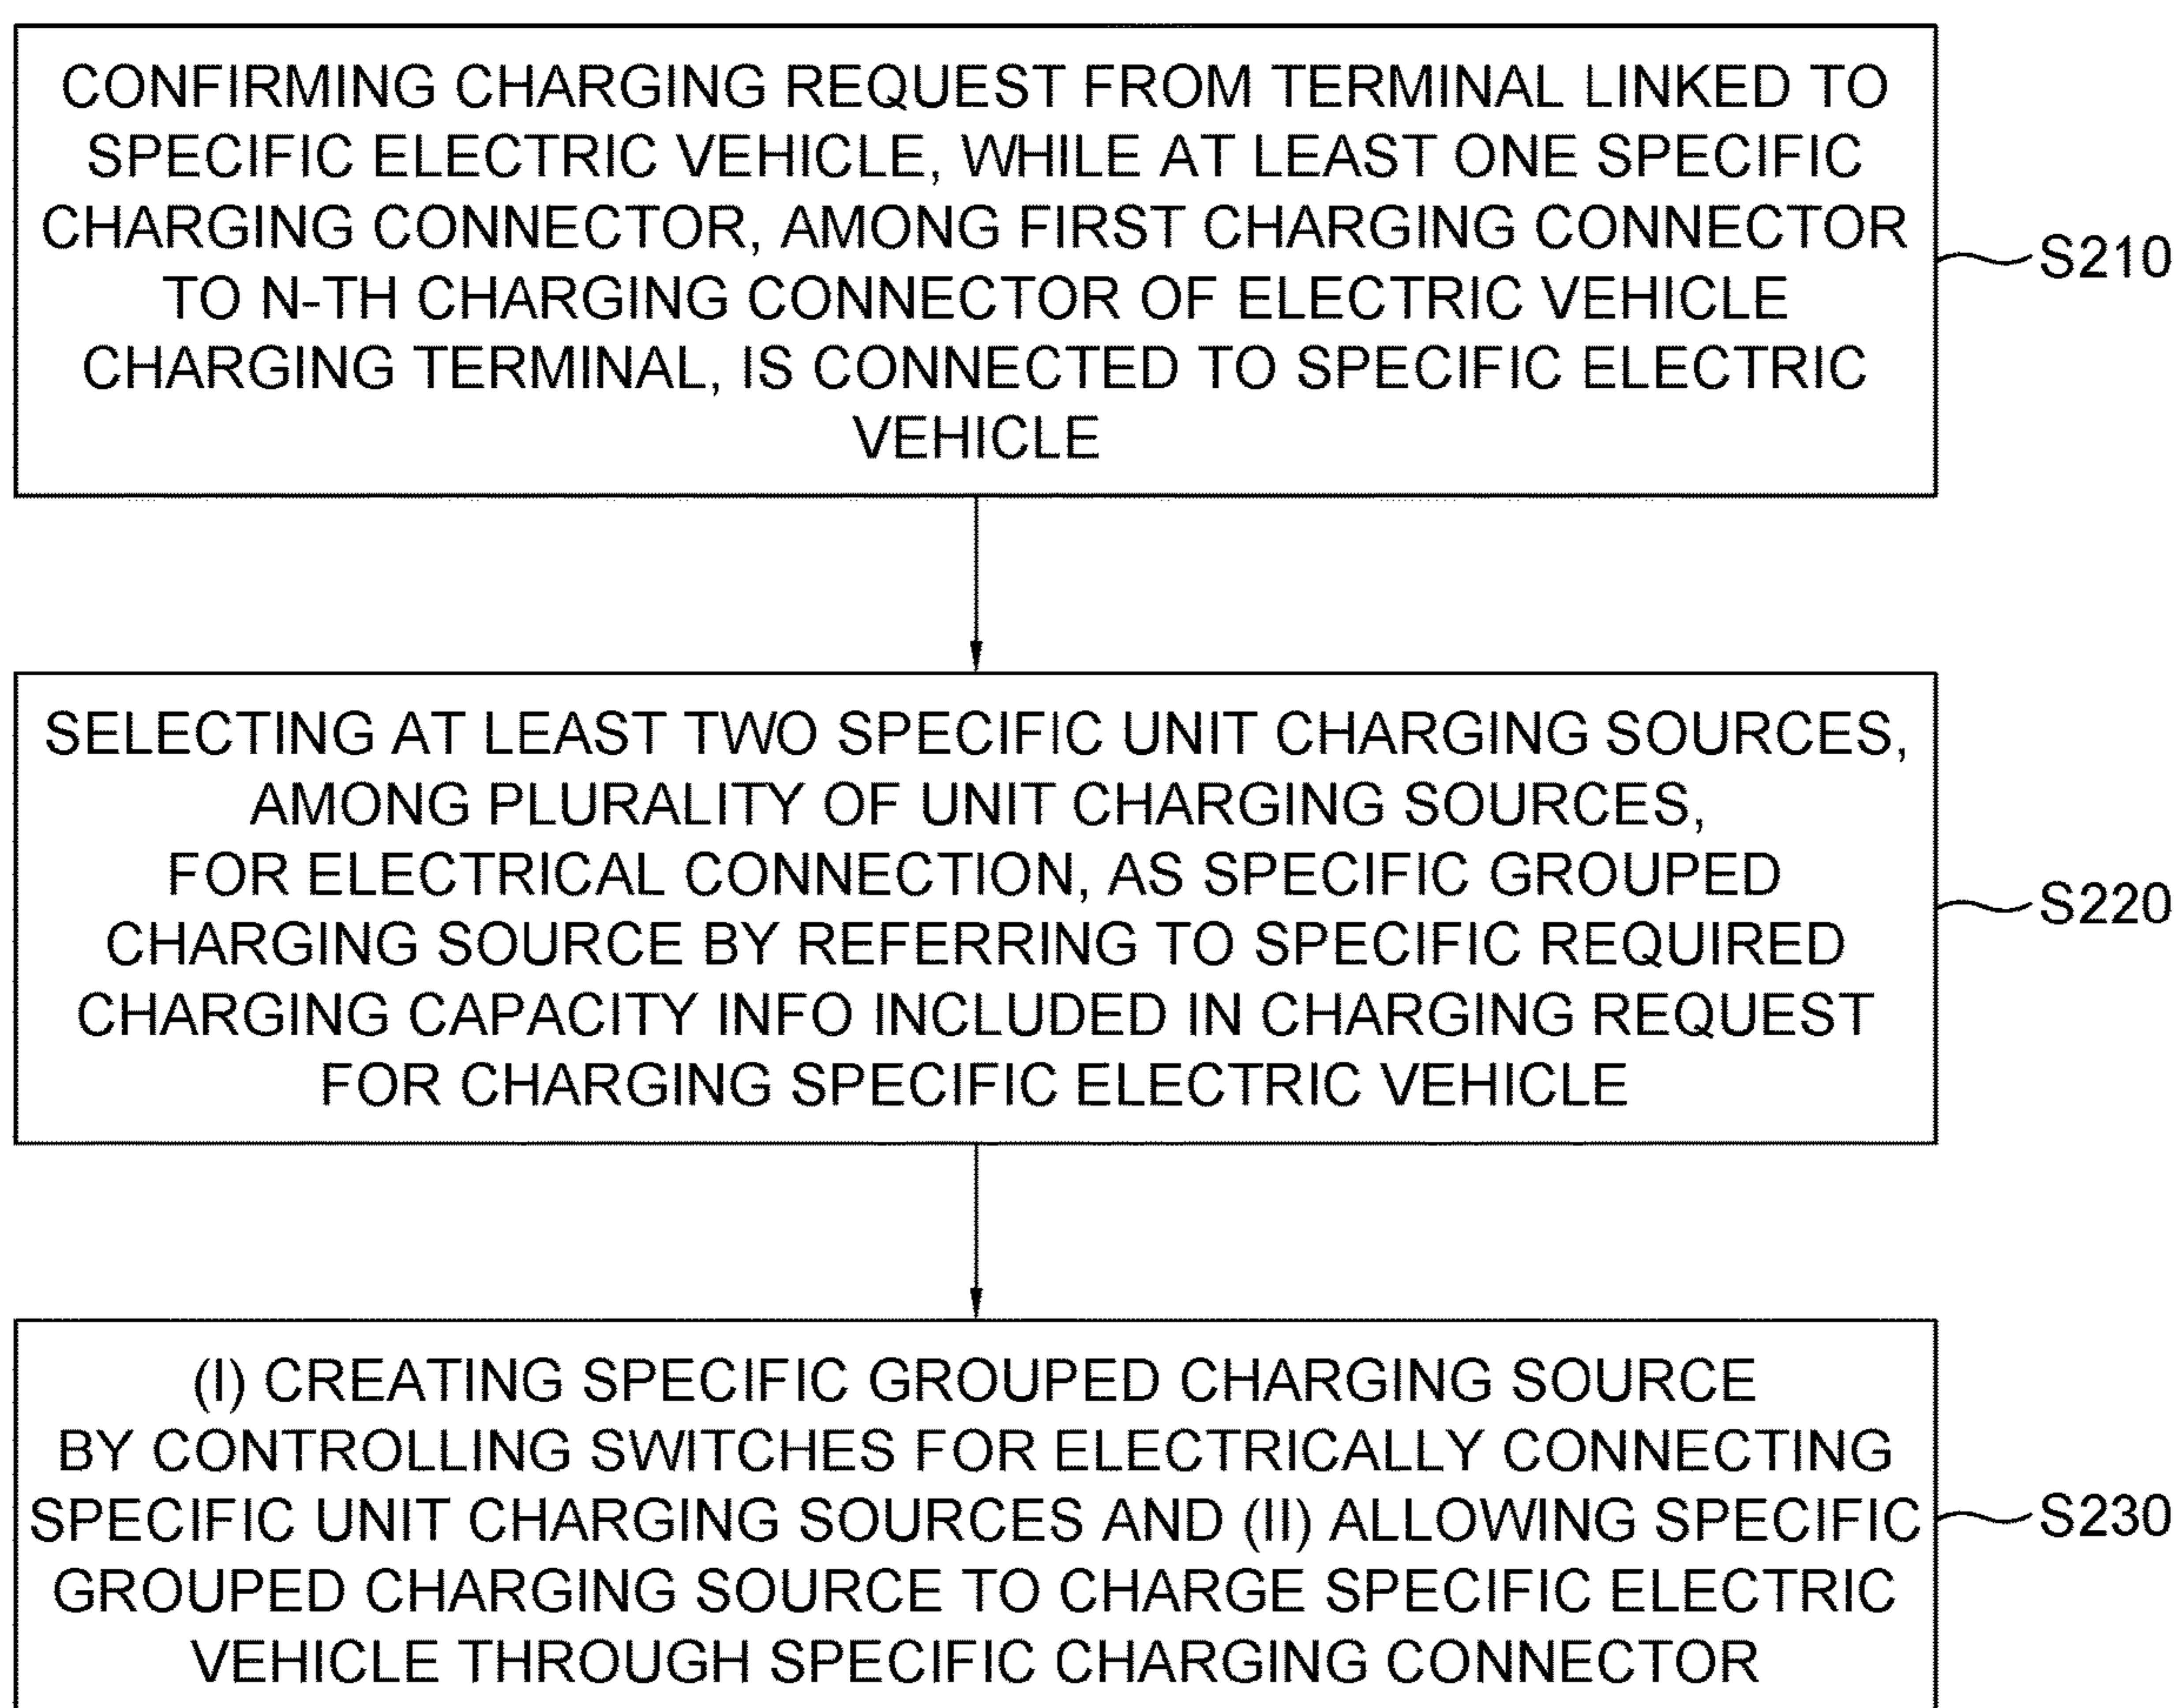 CONFIRMING CHARGING REQUEST FROM TERMINAL LINKED TO
SPECIFIC ELECTRIC VEHICLE, WHILE AT LEAST ONE SPECIFIC
CHARGING CONNECTOR, AMONG FIRST CHARGING CONNECTOR
TO N-TH CHARGING CONNECTOR OF ELECTRIC VEHICLE
CHARGING TERMINAL, IS CONNECTED TO SPECIFIC ELECTRIC
VEHICLE
S210
SELECTING AT LEAST TWO SPECIFIC UNIT CHARGING SOURCES,
AMONG PLURALITY OF UNIT CHARGING SOURCES,
FOR ELECTRICAL CONNECTION, AS SPECIFIC GROUPED
CHARGING SOURCE BY REFERRING TO SPECIFIC REQUIRED
CHARGING CAPACITY INFO INCLUDED IN CHARGING REQUEST
FOR CHARGING SPECIFIC ELECTRIC VEHICLE
S220
(I) CREATING SPECIFIC GROUPED CHARGING SOURCE
BY CONTROLLING SWITCHES FOR ELECTRICALLY CONNECTING
SPECIFIC UNIT CHARGING SOURCES AND (II) ALLOWING SPECIFIC
GROUPED CHARGING SOURCE TO CHARGE SPECIFIC ELECTRIC
VEHICLE THROUGH SPECIFIC CHARGING CONNECTOR
S230